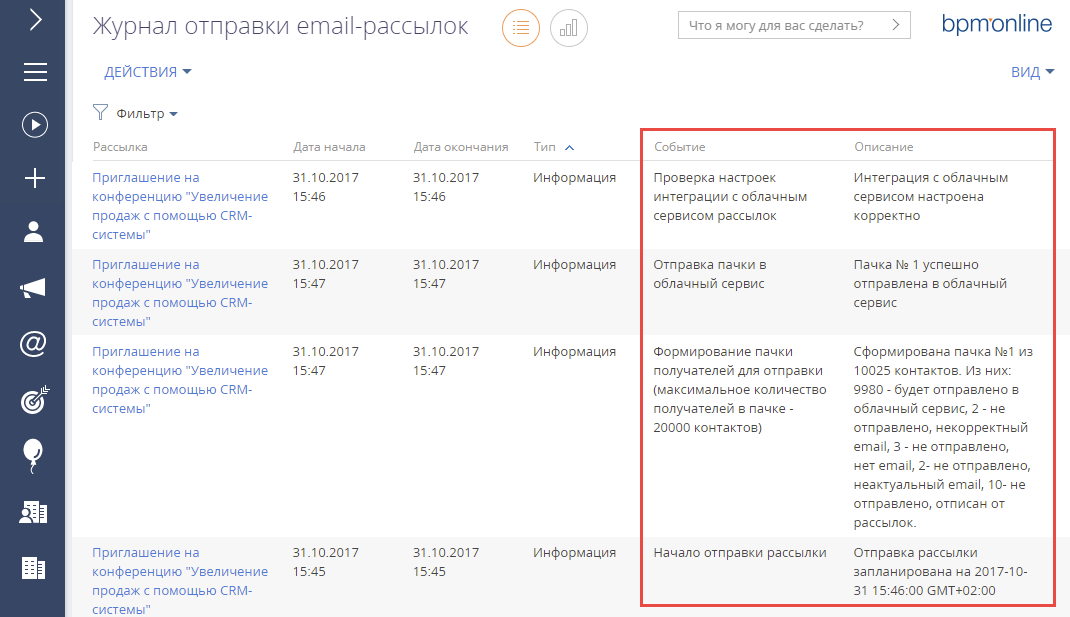 Журнал отправки email-рассылок
Что я могу для вас сделать?
bpmonline
ДЕЙСТВИЯ
ВИД
Фильтр
Рассылка Дата начала Дата окончания Тип Событие Описание
Приглашение на 31.10.2017 31.10.2017 Информация Проверка настроек Интеграция с облачным
конференцию "Увеличение 15:46 15:46 интеграции с облачным сервисом настроена
продаж с помощью CRM- сервисом рассылок корректно
системы"
Приглашение на 31.10.2017 31.10.2017 Информация Отправка пачки в Пачка № 1 успешно
конференцию "Увеличение 15:47 15:47 облачный сервис отправлена в облачный
продаж с помощью CRM- сервис
системы"
Приглашение на 31.10.2017 31.10.2017 Информация Формирование пачки Сформирована пачка №1 из
конференцию "Увеличение 15:47 15:47 получателей для отправки 10025 контактов. Из них:
продаж с помощью CRM- (максимальное количество 9980 - будет отправлено в
системы" получателей в пачке - облачный сервис, 2 - не
20000 контактов) отправлено, некорректный
email, 3 - не отправлено,
нет email, 2- не отправлено,
неактуальный email, 10- не
отправлено, отписан от
рассылок.
Приглашение на 31.10.2017 31.10.2017 Информация Начало отправки рассылки Отправка рассылки
конференцию "Увеличение 15:45 15:45 запланирована на 2017-10-
продаж с помощью CRM- 31 15:46:00 GMT+02:00
системы"